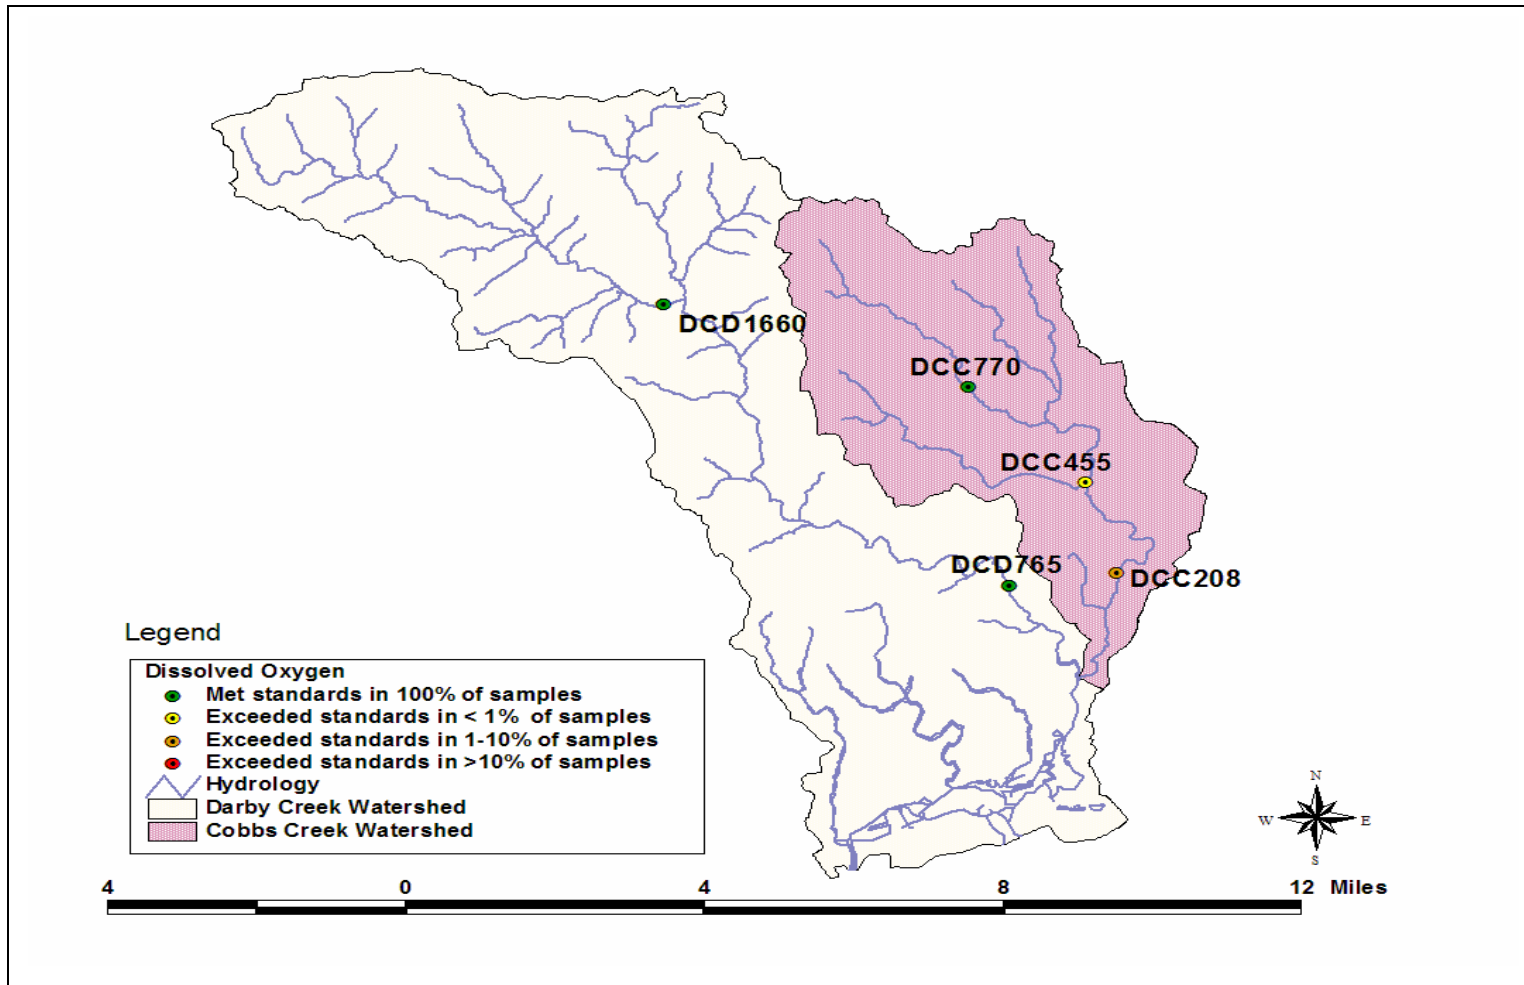 DCD1660
DCC770
DCC455
DCD765
DCC208
Legend
Dissolved Oxygen
Met standards in 100% of samples
Exceeded standards in < 1% of samples
Exceeded standards in 1-10% of samples
Exceeded standards in >10% of samples
Hydrology
Darby Creek Watershed
Cobbs Creek Watershed
N
W E
S
4 0 4 8 12 Miles